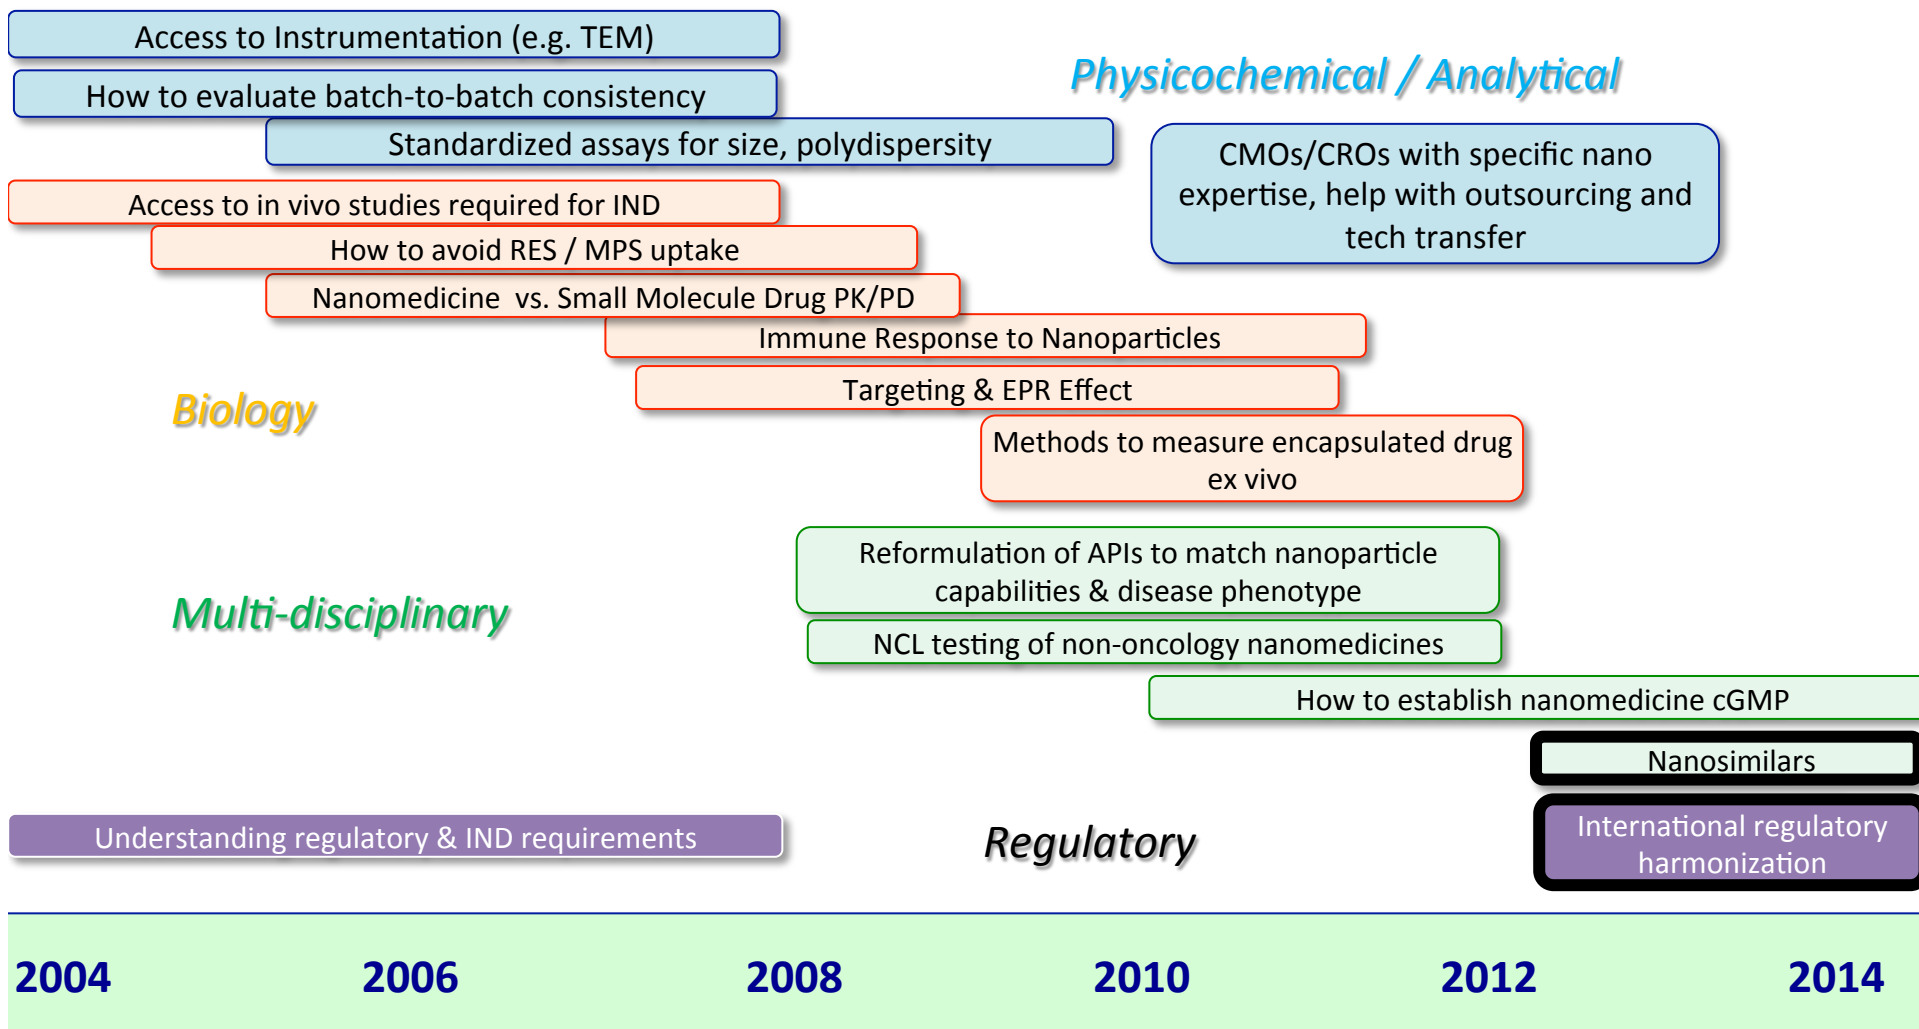 Access to Instrumentation (e.g. TEM)
Physicochemical / Analytical
How to evaluate batch-to-batch consistency
Standardized assays for size, polydispersity
CMOs/CROs with specific nano
expertise, help with outsourcing and
tech transfer
Access to in vivo studies required for IND
How to avoid RES / MPS uptake
Nanomedicine vs. Small Molecule Drug PK/PD
Immune Response to Nanoparticles
Targeting & EPR Effect
Biology
Methods to measure encapsulated drug
ex vivo
Reformulation of APIs to match nanoparticle
capabilities & disease phenotype
Multi-disciplinary
NCL testing of non-oncology nanomedicines
How to establish nanomedicine cGMP
Nanosimilars
Understanding regulatory & IND requirements
Regulatory
International regulatory
harmonization
2004 2006 2008 2010 2012 2014